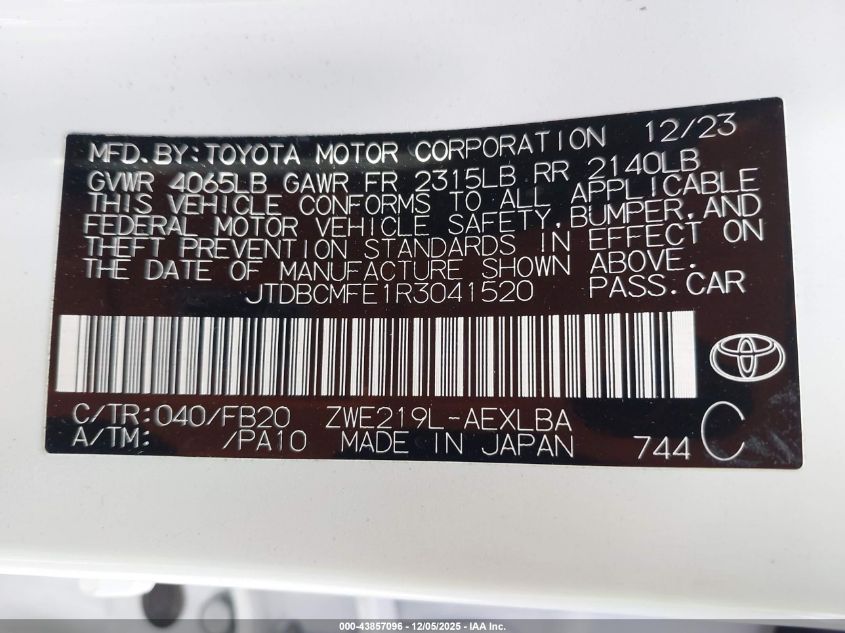 MFD.BY:TOYOTA MOTOR CORPORATION 12/23
GVWR 4065LB GAWR FR 2315LB RR 2140LB
THIS VEHICLE CONFORMS TO ALL APPLICABLE
FEDERAL MOTOR VEHICLE SAFETY,BUMPER,AND
THEFT PREVENTION STANDARDS IN EFFECT ON
THE DATE OF MANUFACTURE SHOWN ABOVE.
JTDBCMFE1R3041520 PASS.CAR
C/TR:040/FB20 ZWE219L-AEXLBA C
A/TM: /PA10 MADE IN JAPAN 744
000-43857096 - 12/05/2025 - IAA Inc.